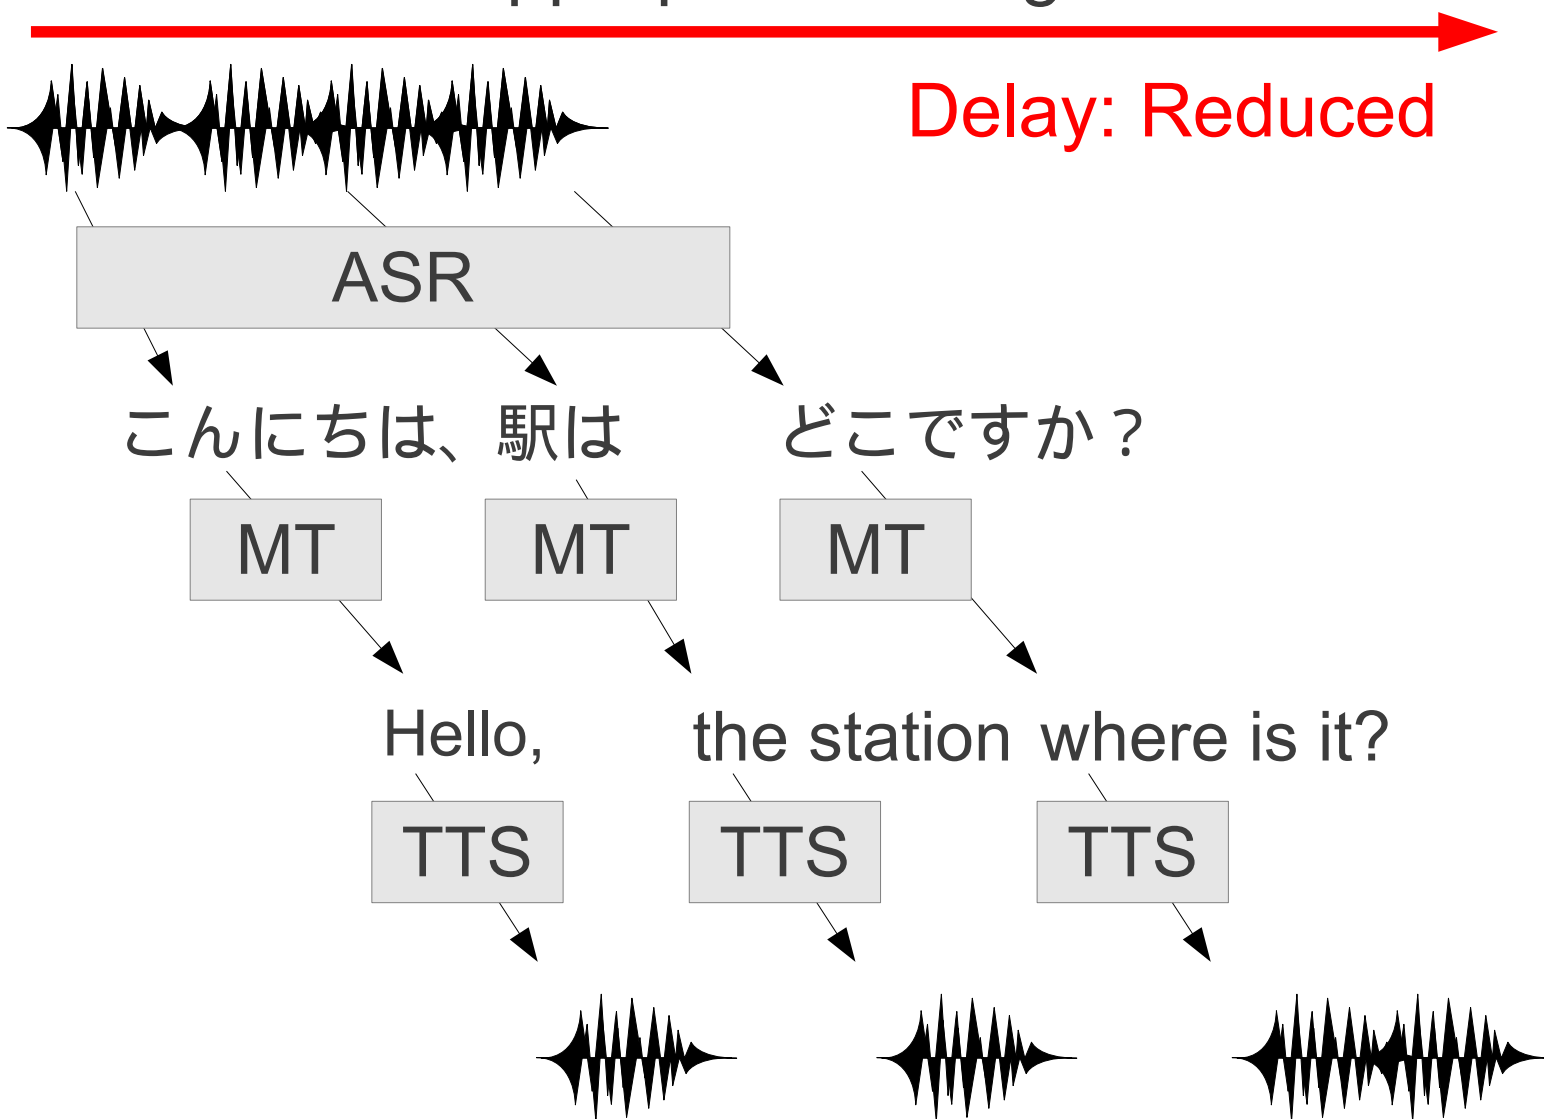 Delay: Reduced
ASR
こんにちは、駅は どこですか？
MT MT MT
Hello, the station where is it?
TTS TTS TTS